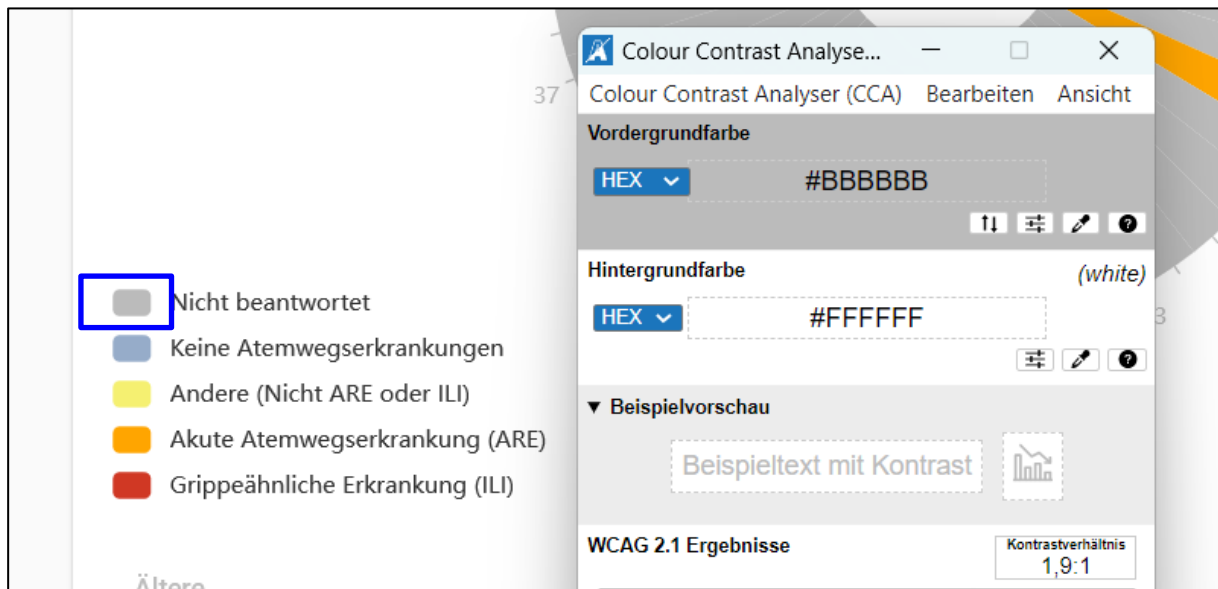 Colour Contrast Analyse...
37
Colour Contrast Analyser (CCA) Bearbeiten Ansicht
Vordergrundfarbe
HEX #BBBBBB
Hintergrundfarbe (white)
HEX #FFFFFF
3
Nicht beantwortet
Keine Atemwegserkrankungen
Andere (Nicht ARE oder ILI)
Akute Atemwegserkrankung (ARE)
Grippeähnliche Erkrankung (ILI)
Beispielvorschau
Beispieltext mit Kontrast
WCAG 2.1 Ergebnisse
Kontrastverhältnis
1,9:1
Ältere